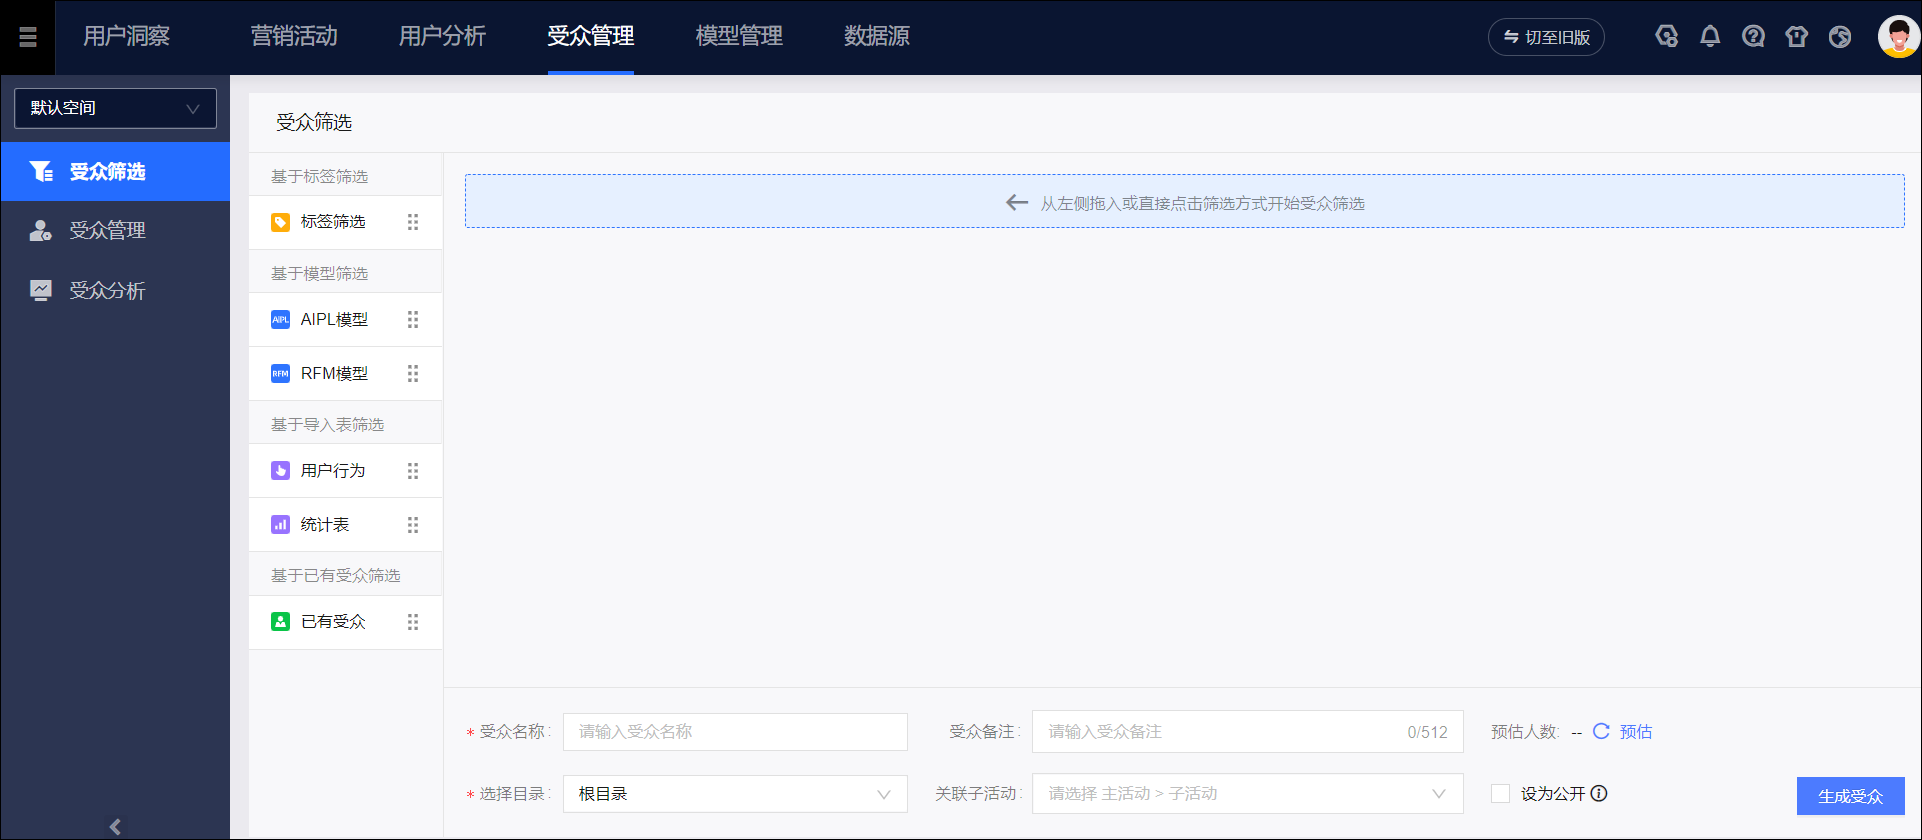 用户洞察 营销活动 用户分析 受众管理 模型管理 数据源 切至旧版
默认空间
受众筛选
受众管理
受众分析
受众筛选
基于标签筛选
标签筛选
基于模型筛选
AIPL AIPL模型
RFM RFM模型
基于导入表筛选
用户行为
统计表
基于已有受众筛选
已有受众
从左侧拖入或直接点击筛选方式开始受众筛选
* 受众名称: 请输入受众名称 受众备注: 请输入受众备注 0/512 预估人数: -- 预估
* 选择目录: 根目录 关联子活动: 请选择 主活动 > 子活动 设为公开 生成受众